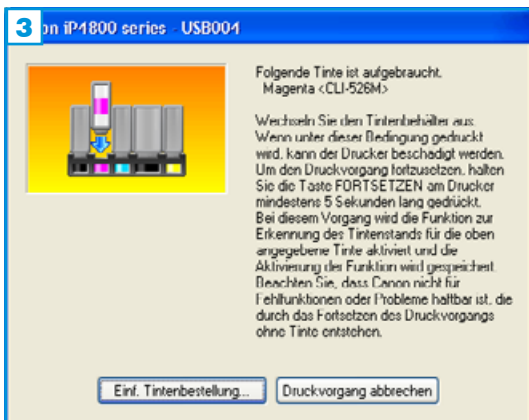 3
on iP4800 series - USB004
Folgende Tinte ist aufgebraucht.
Magenta <CLI-526M>
Wechseln Sie den Tintenbehälter aus.
Wenn unter dieser Bedingung gedruckt
wird, kann der Drucker beschädigt werden.
Um den Druckvorgang fortzusetzen, halten
Sie die Taste FORTSETZEN am Drucker
mindestens 5 Sekunden lang gedrückt.
Bei diesem Vorgang wird die Funktion zur
Erkennung des Tintenstands für die oben
angegebene Tinte aktiviert und die
Aktivierung der Funktion wird gespeichert.
Beachten Sie, dass Canon nicht für
Fehlfunktionen oder Probleme haftbar ist, die
durch das Fortsetzen des Druckvorgangs
ohne Tinte entstehen.
Einf. Tintenbestellung...
Druckvorgang abbrechen